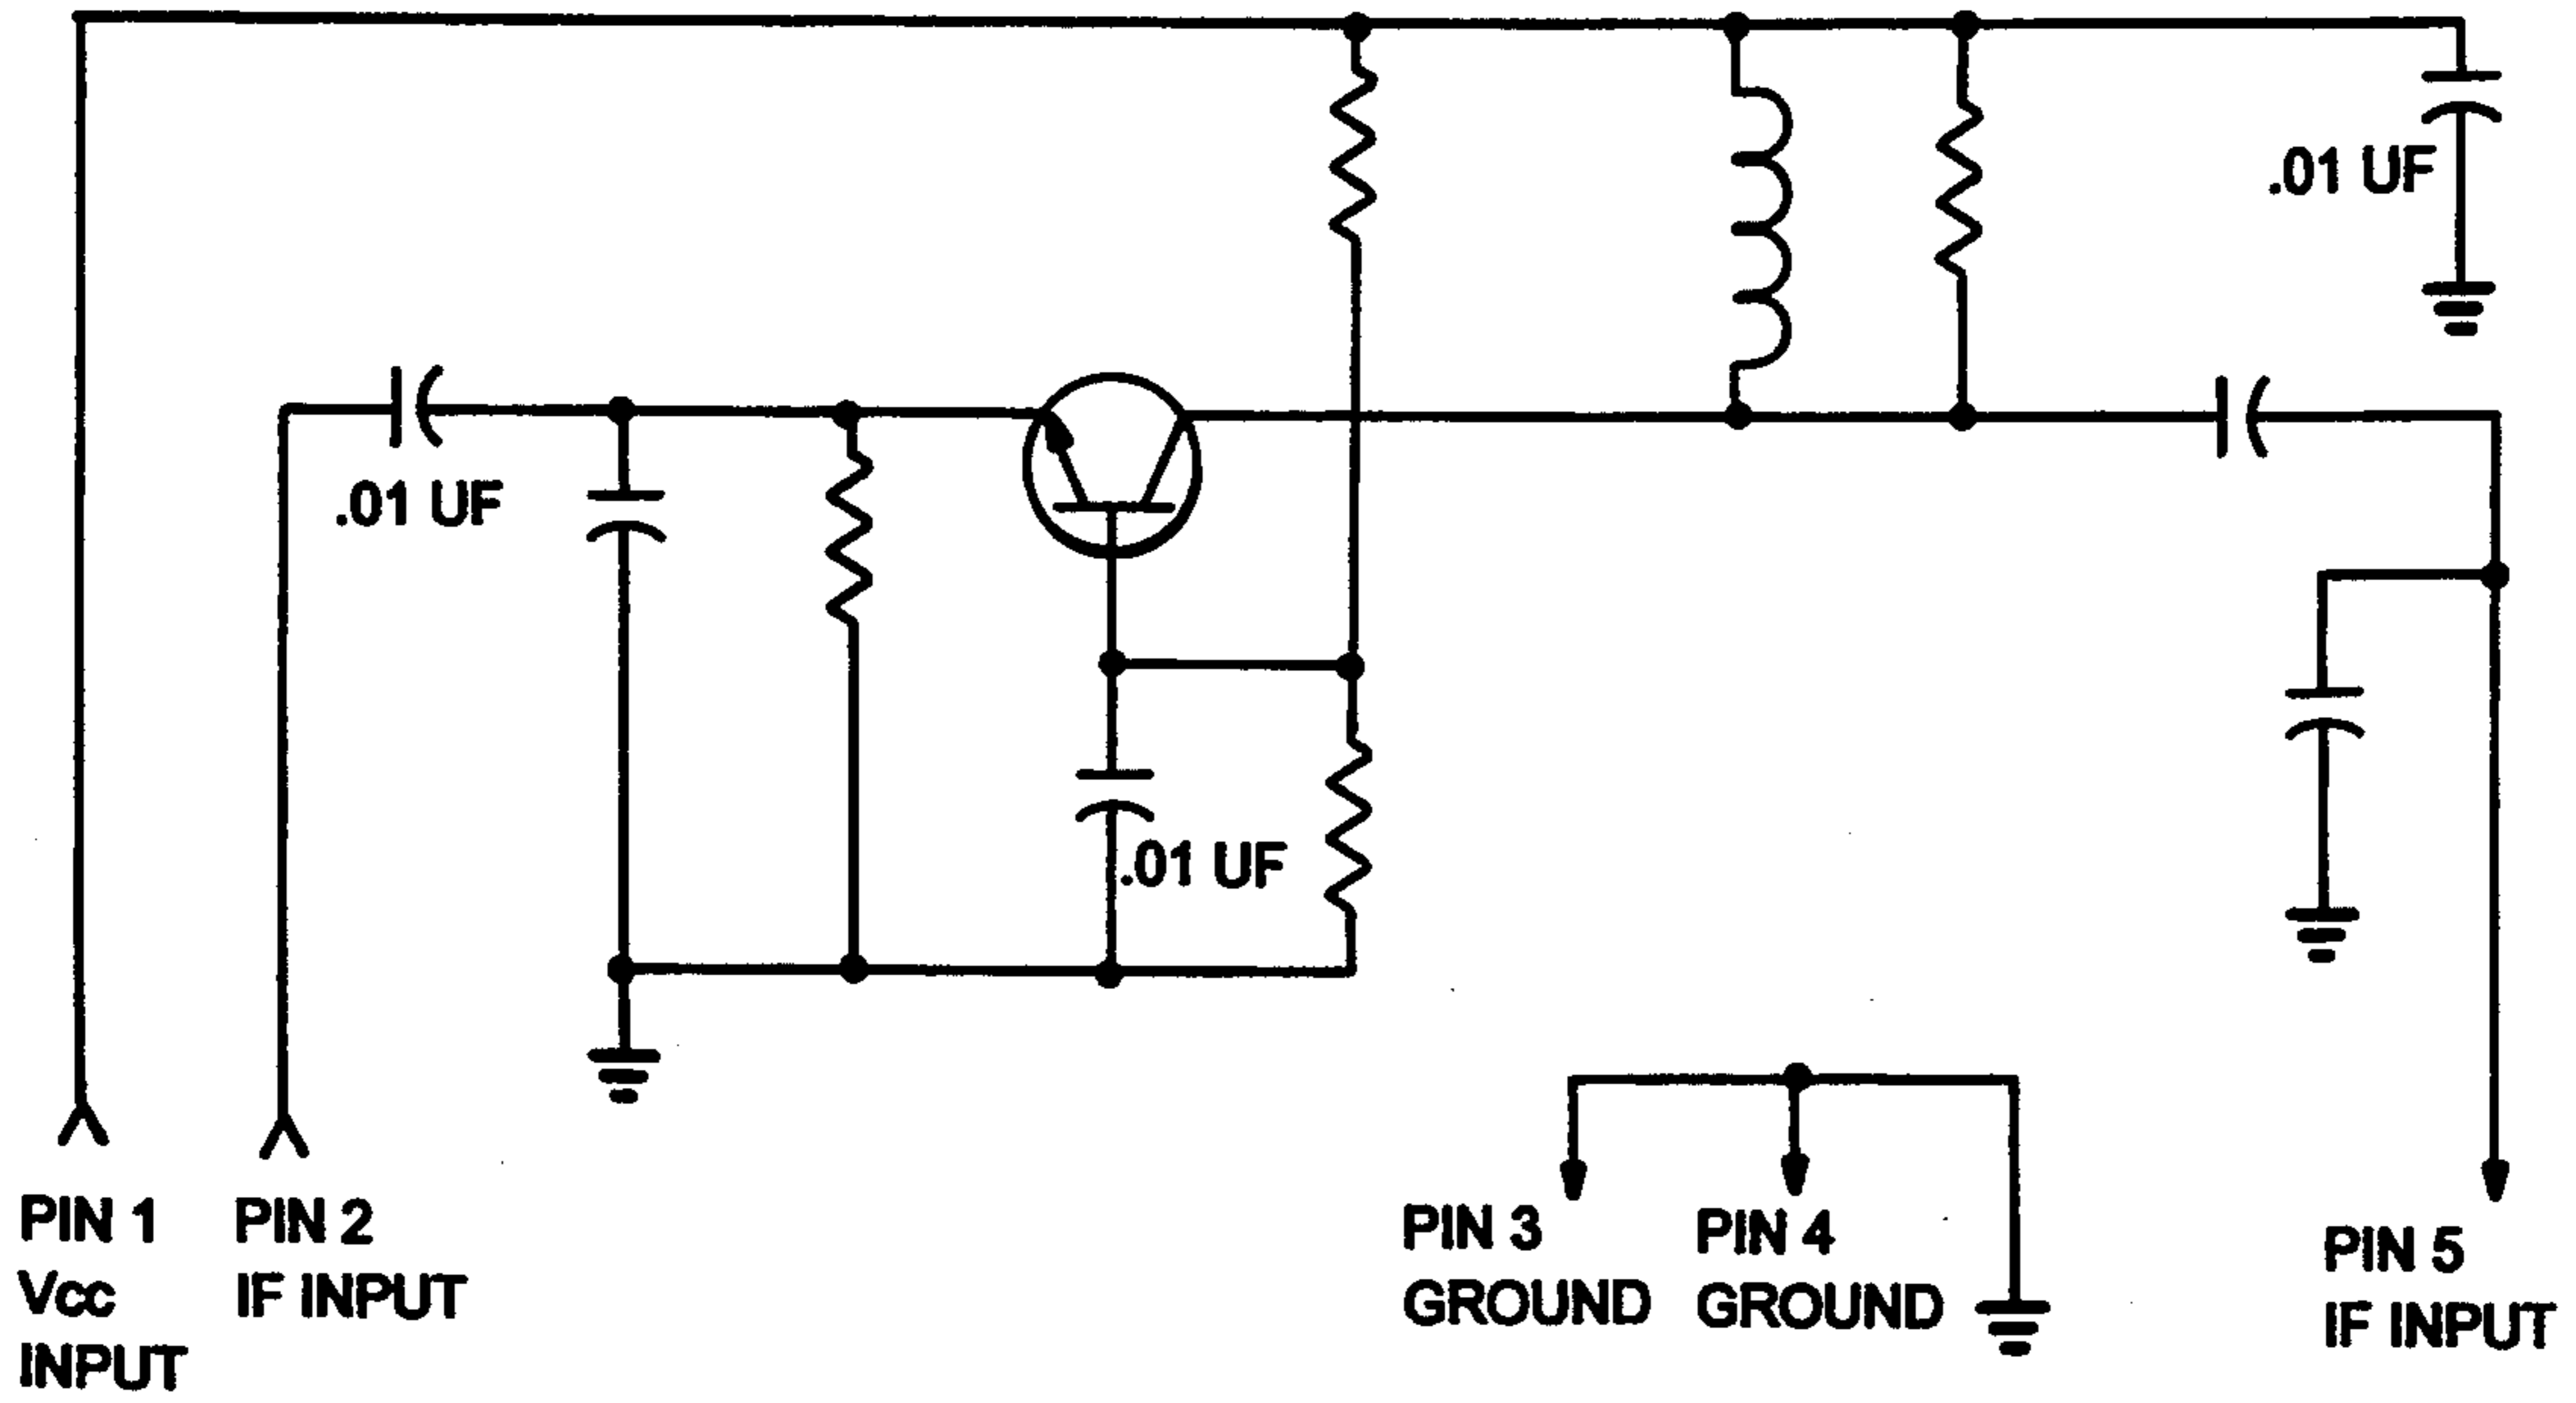 .01 UF
.01 UF
.01 UF
PIN 1
Vcc
INPUT
PIN 2
IF INPUT
PIN 3
GROUND
PIN 4
GROUND
PIN 5
IF INPUT